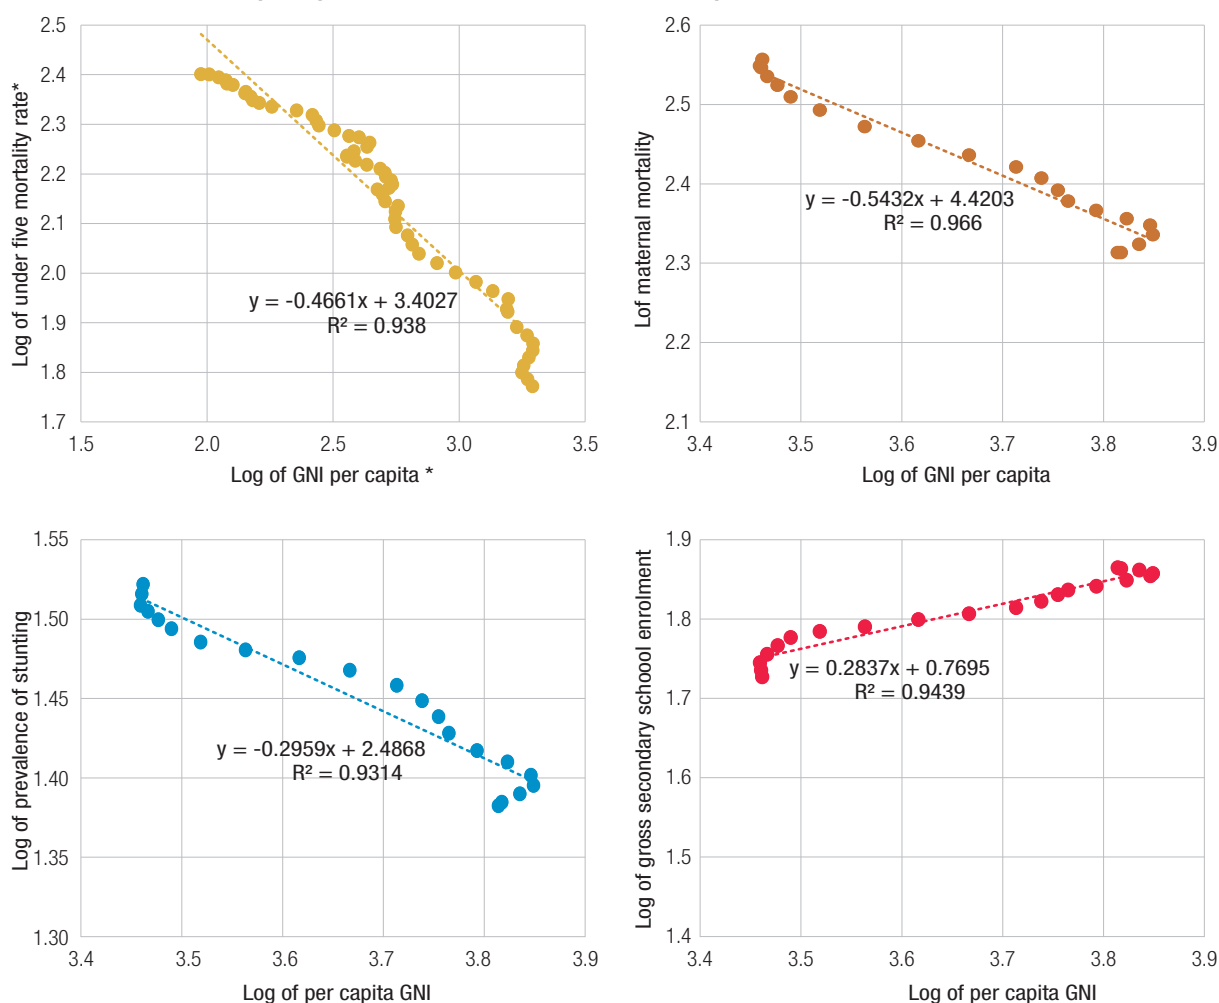 2.5
2.4
2.3
2.2
2.1
2.0
1.9
1.8
1.7
Log of under five mortality rate*
y = -0.4661x + 3.4027
R² = 0.938
1.5 2.0 2.5 3.0 3.5
Log of GNI per capita *
2.6
2.5
2.4
2.3
2.2
2.1
Lof maternal mortality
y = -0.5432x + 4.4203
R² = 0.966
3.4 3.5 3.6 3.7 3.8 3.9
Log of GNI per capita
1.55
1.50
1.45
1.40
1.35
1.30
Log of prevalence of stunting
y = -0.2959x + 2.4868
R² = 0.9314
3.4 3.5 3.6 3.7 3.8 3.9
Log of per capita GNI
1.9
1.8
1.7
1.6
1.5
1.4
Log of gross secondary schoool enrolment
y = 0.2837x + 0.7695
R² = 0.9439
3.4 3.5 3.6 3.7 3.8 3.9
Log of per capita GNI